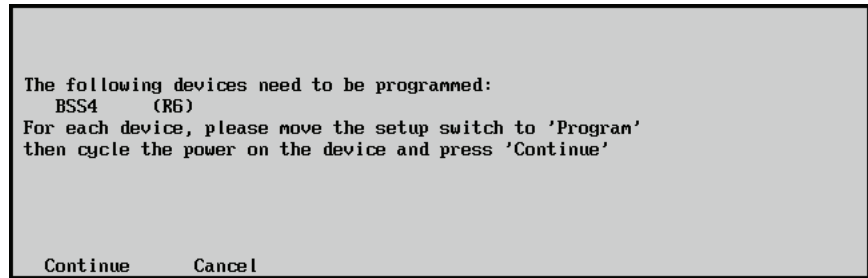 The following devices need to be programmed:
BSS4 (R6)
For each device, please move the setup switch to 'Program'
then cycle the power on the device and press 'Continue'
Continue Cancel